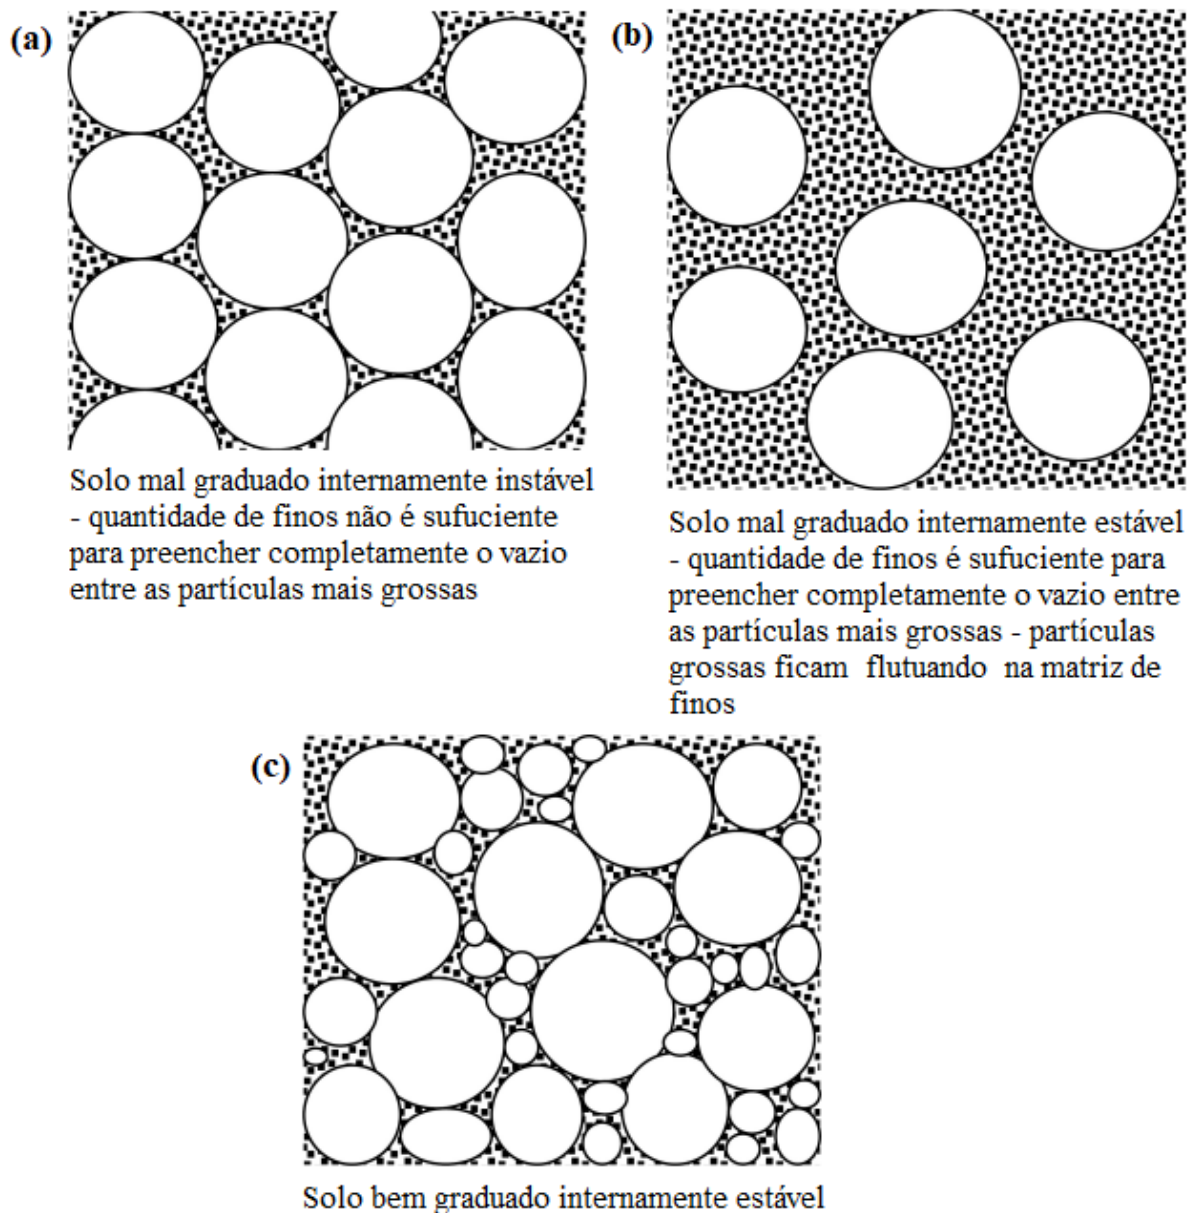 (a)
Solo mal graduado internamente instável
- quantidade de finos não é sufuciente
para preencher completamente o vazio
entre as partículas mais grossas
(b)
Solo mal graduado internamente estável
- quantidade de finos é sufuciente para
preencher completamente o vazio entre
as partículas mais grossas - partículas
grossas ficam flutuando na matriz de
finos
(c)
Solo bem graduado internamente estável